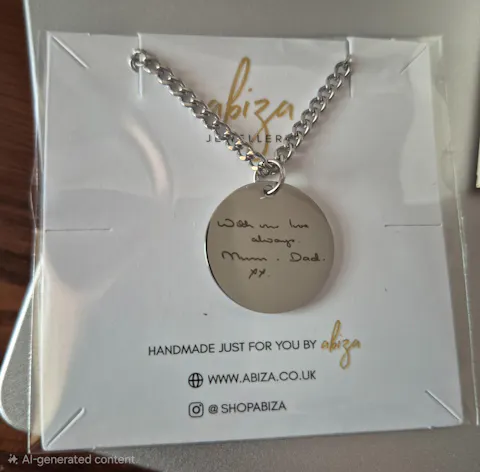 abiza
JEWELLERY
With our love
always.
Mum. Dad.
xx.
HANDMADE JUST FOR YOU BY abiza
WWW.ABIZA.CO.UK
@SHOPABIZA
AI-generated content